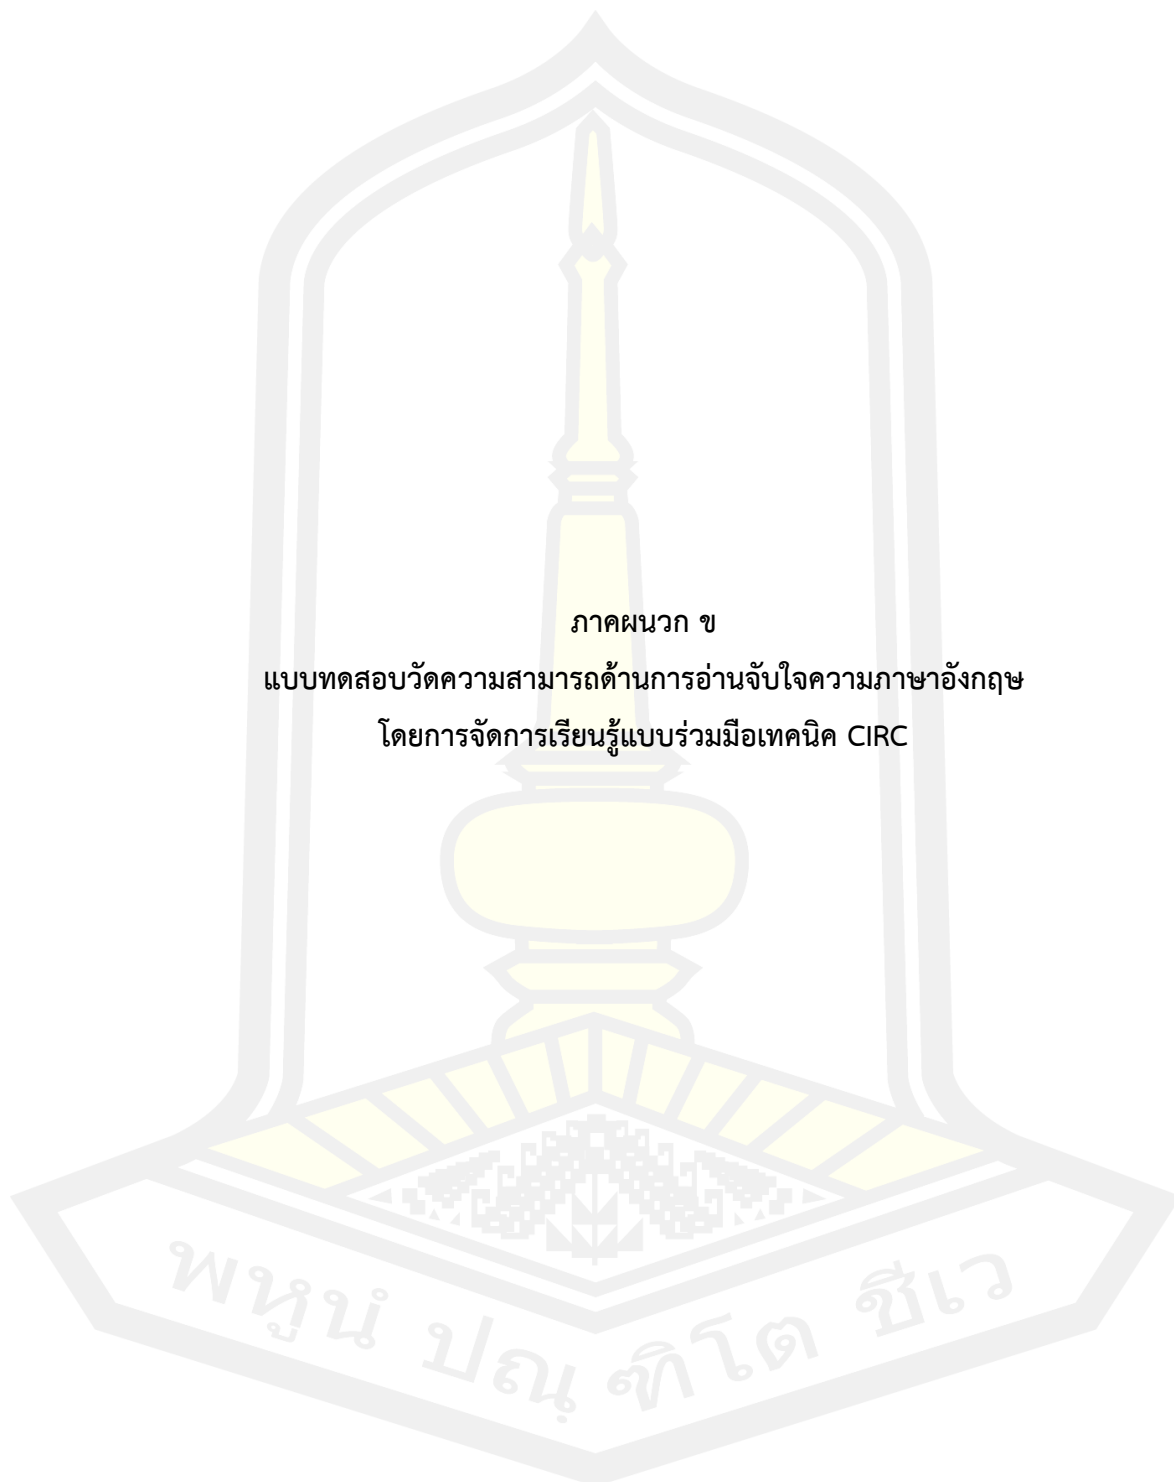 ภาคผนวก ข
แบบทดสอบวัดความสามารถด้านการอ่านจับใจความภาษาอังกฤษ
โดยการจัดการเรียนรู้แบบร่วมมือเทคนิค CIRC
พหูนํ ปณฺฑิโต ชีเว